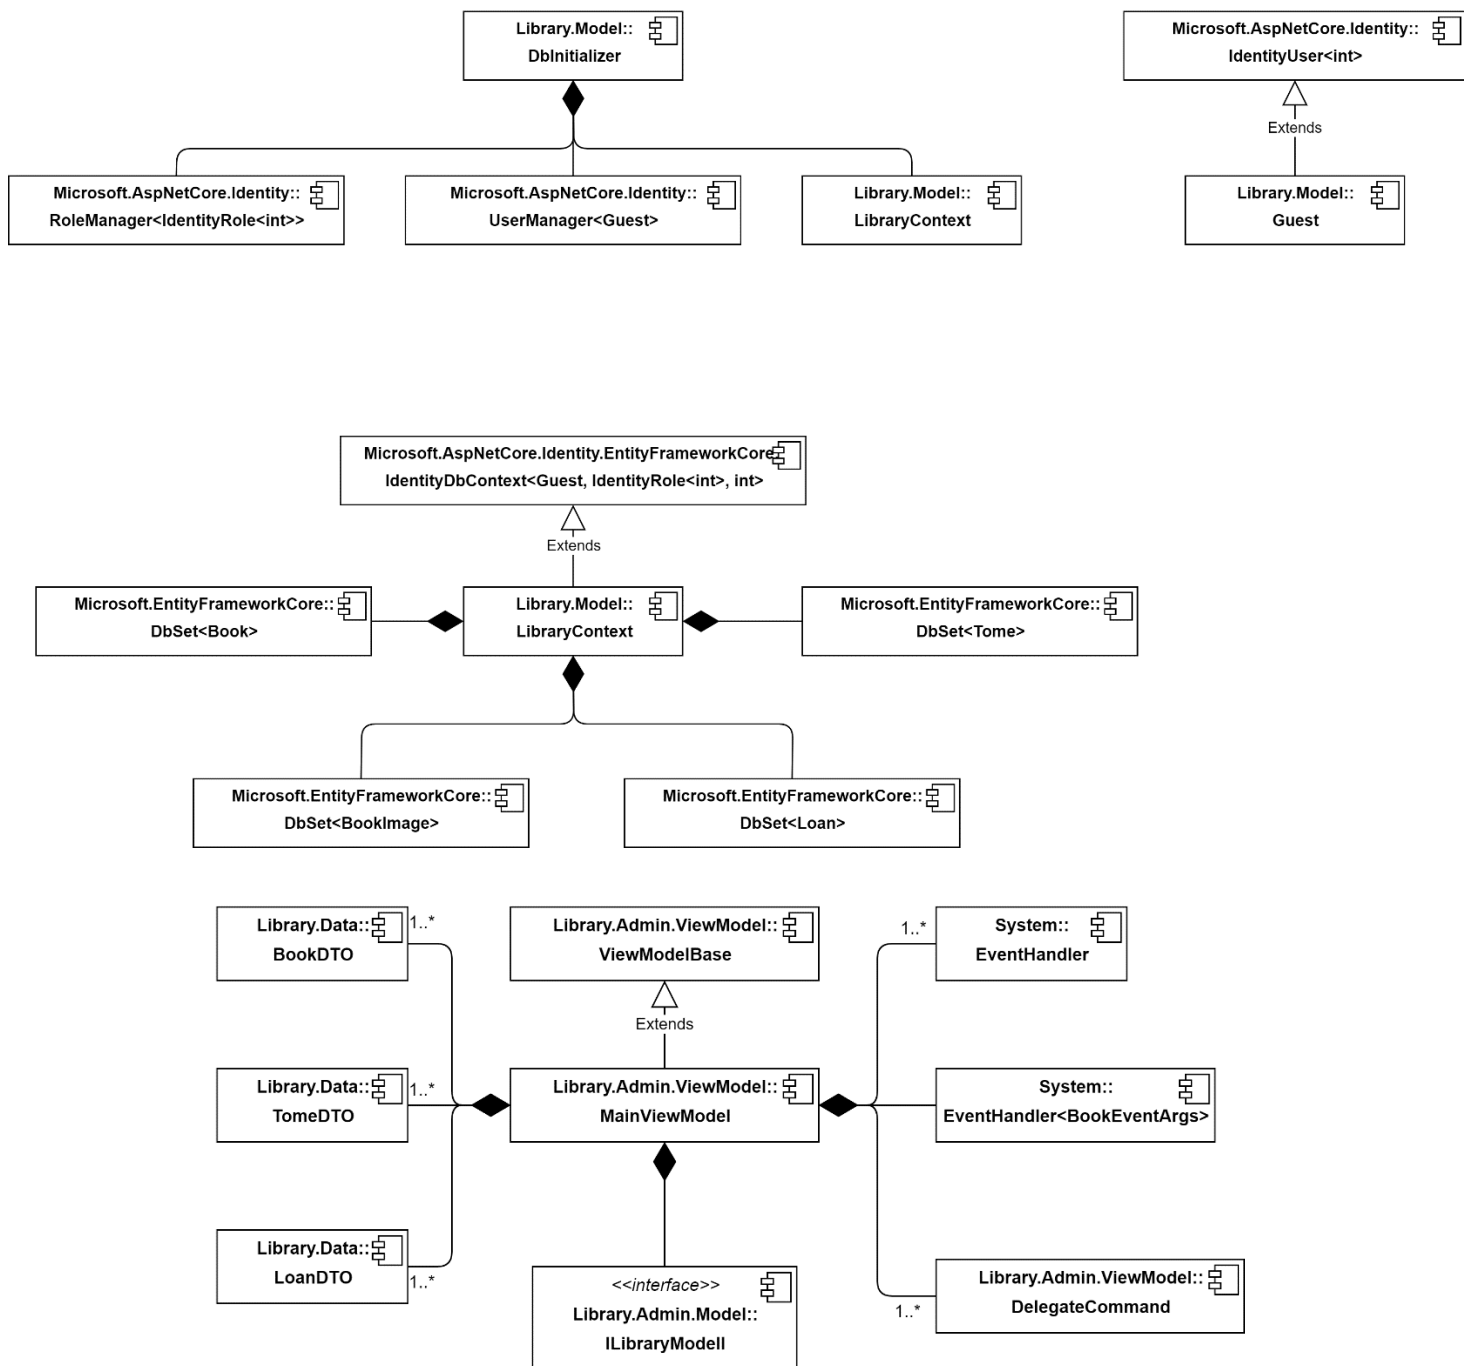 Library.Model::
DbInitializer
Microsoft.AspNetCore.Identity::
IdentityUser<int>
Extends
Microsoft.AspNetCore.Identity::
RoleManager<IdentityRole<int>>
Microsoft.AspNetCore.Identity::
UserManager<Guest>
Library.Model::
LibraryContext
Library.Model::
Guest
Microsoft.AspNetCore.Identity.EntityFrameworkCore
IdentityDbContext<Guest, IdentityRole<int>, int>
Extends
Microsoft.EntityFrameworkCore::
DbSet<Book>
Library.Model::
LibraryContext
Microsoft.EntityFrameworkCore::
DbSet<Tome>
Microsoft.EntityFrameworkCore::
DbSet<BookImage>
Microsoft.EntityFrameworkCore::
DbSet<Loan>
Library.Data::
BookDTO
1..*
Library.Admin.ViewModel::
ViewModelBase
1..*
System::
EventHandler
Extends
Library.Data::
TomeDTO
1..*
Library.Admin.ViewModel::
MainViewModel
System::
EventHandler<BookEventArgs>
Library.Data::
LoanDTO
1..*
<<interface>>
Library.Admin.Model::
ILibraryModell
1..*
Library.Admin.ViewModel::
DelegateCommand